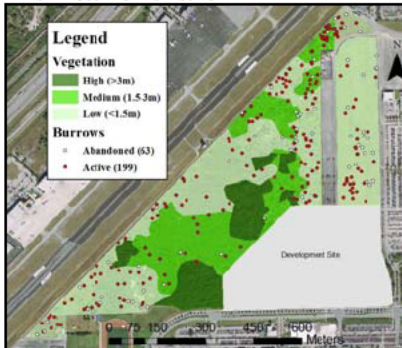 Legend
Vegetation
High (>3m)
Medium (1.5-3m)
Low (<1.5m)
Burrows
Abandoned (63)
Active (199)
N
Development Site
0 75 150 300 450 600
Meters